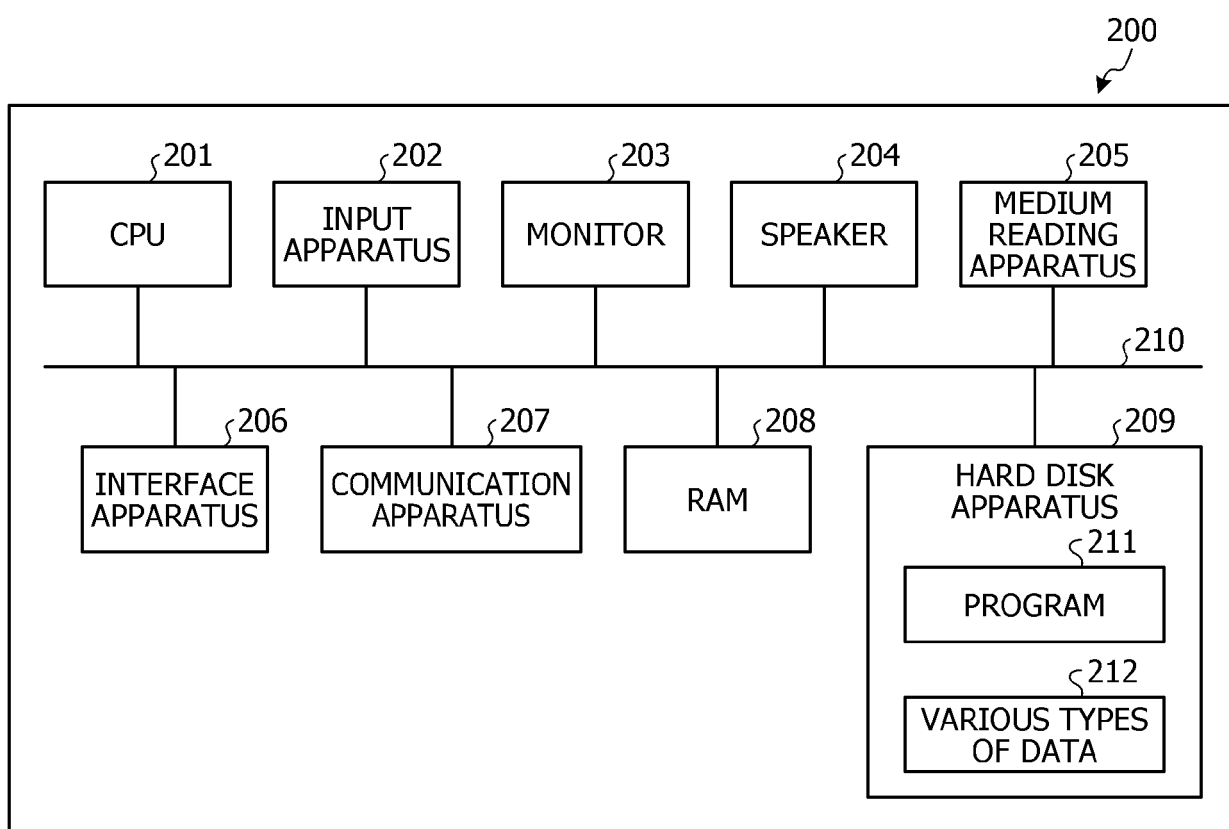 200
201
202
203
204
205
CPU
INPUT
APPARATUS
MONITOR
SPEAKER
MEDIUM
READING
APPARATUS
210
206
207
208
209
INTERFACE
APPARATUS
COMMUNICATION
APPARATUS
RAM
HARD DISK
APPARATUS
211
PROGRAM
212
VARIOUS TYPES
OF DATA